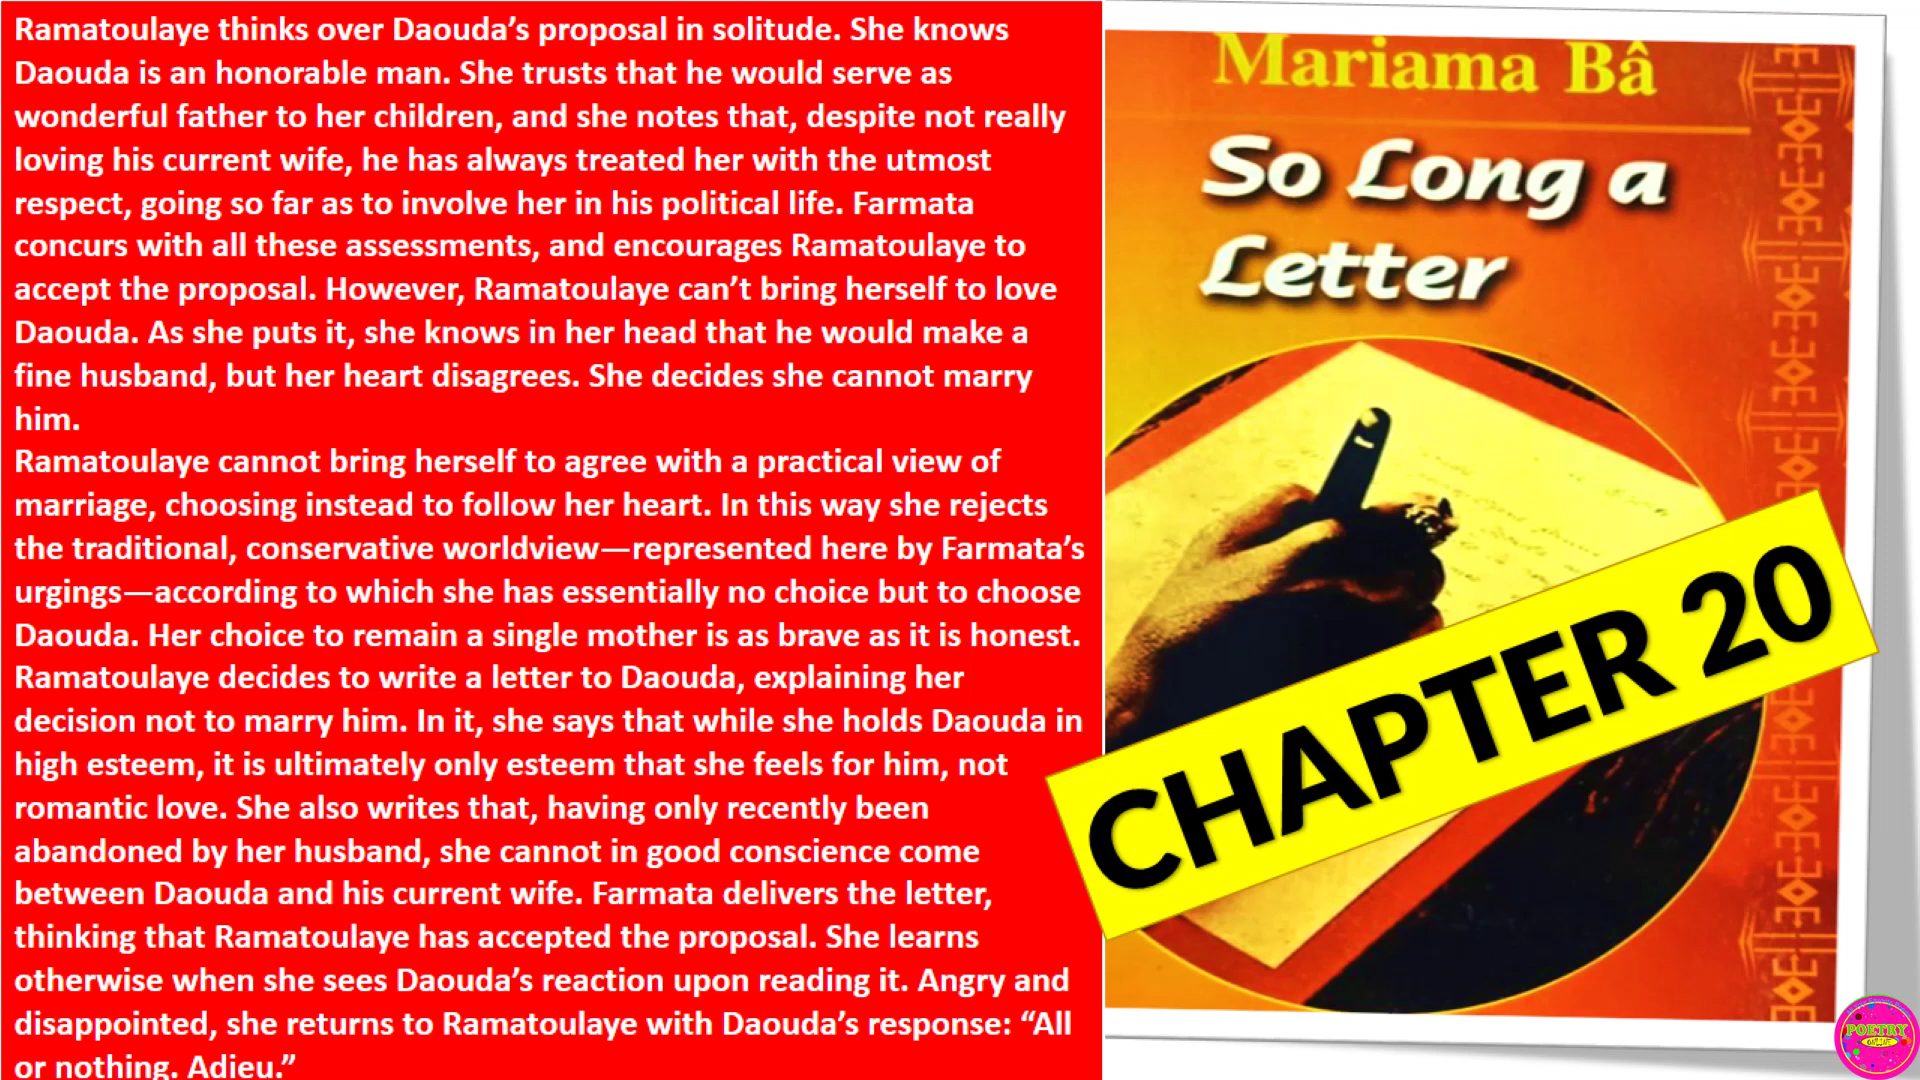 Ramatoulaye thinks over Daouda’s proposal in solitude. She knows
Daouda is an honorable man. She trusts that he would serve as
wonderful father to her children, and she notes that, despite not really
loving his current wife, he has always treated her with the utmost
respect, going so far as to involve her in his political life. Farmata
concurs with all these assessments, and encourages Ramatoulaye to
accept the proposal. However, Ramatoulaye can’t bring herself to love
Daouda. As she puts it, she knows in her head that he would make a
fine husband, but her heart disagrees. She decides she cannot marry
him.
Ramatoulaye cannot bring herself to agree with a practical view of
marriage, choosing instead to follow her heart. In this way she rejects
the traditional, conservative worldview—represented here by Farmata’s
urgings—according to which she has essentially no choice but to choose
Daouda. Her choice to remain a single mother is as brave as it is honest.
Ramatoulaye decides to write a letter to Daouda, explaining her
decision not to marry him. In it, she says that while she holds Daouda in
high esteem, it is ultimately only esteem that she feels for him, not
romantic love. She also writes that, having only recently been
abandoned by her husband, she cannot in good conscience come
between Daouda and his current wife. Farmata delivers the letter,
thinking that Ramatoulaye has accepted the proposal. She learns
otherwise when she sees Daouda’s reaction upon reading it. Angry and
disappointed, she returns to Ramatoulaye with Daouda’s response: “All
or nothing. Adieu.”
Mariama Bâ
So Long a
Letter
CHAPTER 20
POETRY
ONLINE